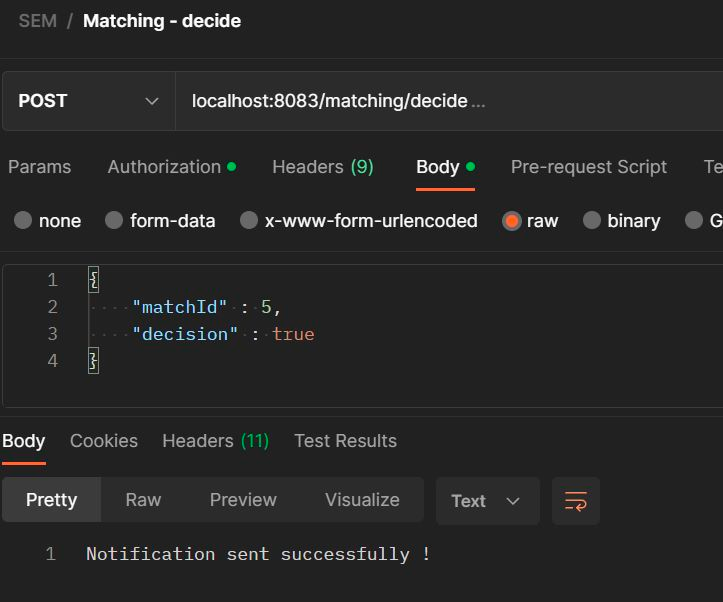 SEM / Matching - decide
POST localhost:8083/matching/decide ...
Params Authorization Headers (9) Body Pre-request Script Te
none form-data x-www-form-urlencoded raw binary G
1 {
2 "matchId" : 5,
3 "decision" : true
4 }
Body Cookies Headers (11) Test Results
Pretty Raw Preview Visualize Text
1 Notification sent successfully !